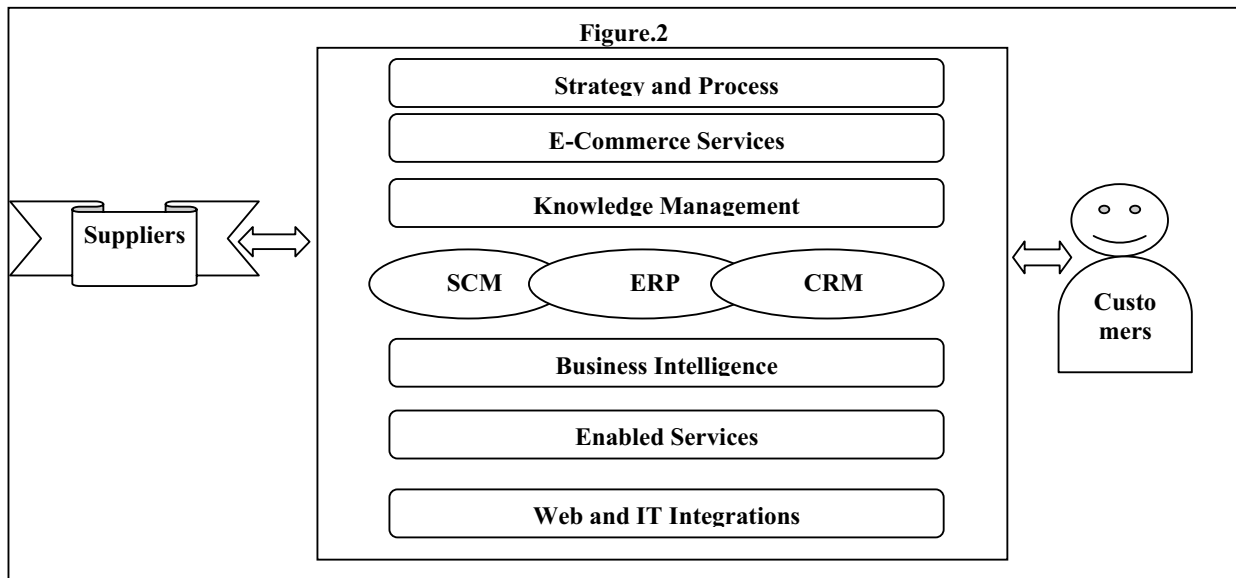 Figure.2
Strategy and Process
E-Commerce Services
Knowledge Management
Suppliers
SCM
ERP
CRM
Custo
mers
Business Intelligence
Enabled Services
Web and IT Integrations